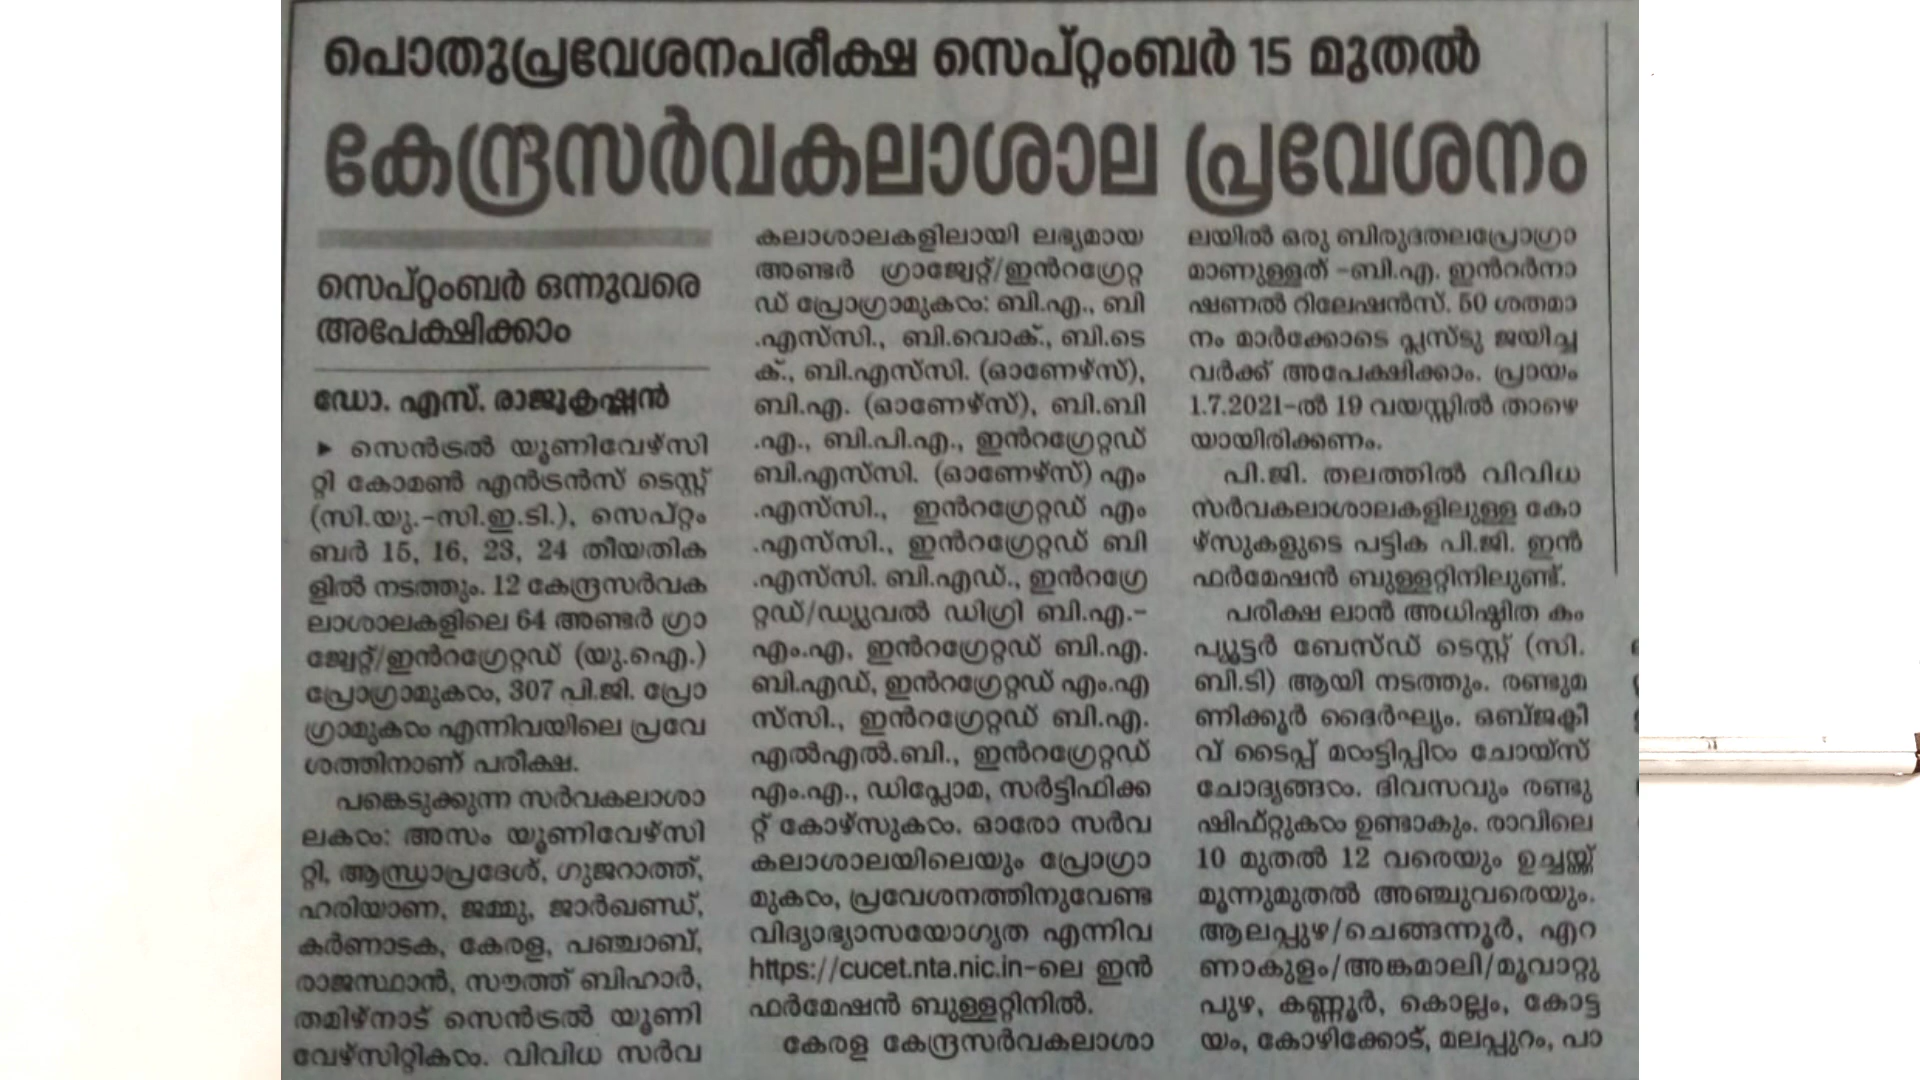 പൊതുപ്രവേശനപരീക്ഷ സെപ്റ്റംബർ 15 മുതൽ
കേന്ദ്രസർവകലാശാല പ്രവേശനം
സെപ്റ്റംബർ ഒന്നുവരെ
അപേക്ഷിക്കാം
ഡോ. എസ്. രാജൂകൃഷ്ണൻ
▶ സെൻട്രൽ യൂണിവേഴ്സി
റ്റി കോമൺ എൻട്രൻസ് ടെസ്റ്റ്
(സി.യു.-സി.ഇ.ടി.), സെപ്റ്റം
ബർ 15, 16, 23, 24 തീയതിക
ളിൽ നടത്തും. 12 കേന്ദ്രസർവക
ലാശാലകളിലെ 64 അണ്ടർ ഗ്രാ
ജ്വേറ്റ്/ഇൻറഗ്രേറ്റഡ് (യു.ഐ.)
പ്രോഗ്രാമുകൾ, 307 പി.ജി. പ്രോ
ഗ്രാമുകൾ എന്നിവയിലെ പ്രവേ
ശത്തിനാണ് പരീക്ഷ.
പങ്കെടുക്കുന്ന സർവകലാശാ
ലകൾ: അസം യൂണിവേഴ്സി
റ്റി, ആന്ധ്രാപ്രദേശ്, ഗുജറാത്ത്,
ഹരിയാണ, ജമ്മു, ജാർഖണ്ഡ്,
കർണാടക, കേരള, പഞ്ചാബ്,
രാജസ്ഥാൻ, സൗത്ത് ബിഹാർ,
തമിഴ്നാട് സെൻട്രൽ യൂണി
വേഴ്സിറ്റികൾ. വിവിധ സർവ
കലാശാലകളിലായി ലഭ്യമായ
അണ്ടർ ഗ്രാജ്വേറ്റ്/ഇൻറഗ്രേറ്റ
ഡ് പ്രോഗ്രാമുകൾ: ബി.എ., ബി
.എസ്‌സി., ബി.വൊക്., ബി.ടെ
ക്., ബി.എസ്‌സി. (ഓണേഴ്സ്),
ബി.എ. (ഓണേഴ്സ്), ബി.ബി
.എ., ബി.പി.എ., ഇൻറഗ്രേറ്റഡ്
ബി.എസ്‌സി. (ഓണേഴ്സ്) എം
.എസ്‌സി., ഇൻറഗ്രേറ്റഡ് എം
.എസ്‌സി., ഇൻറഗ്രേറ്റഡ് ബി
.എസ്‌സി. ബി.എഡ്., ഇൻറഗ്രേ
റ്റഡ്/ഡ്യുവൽ ഡിഗ്രി ബി.എ.-
എം.എ, ഇൻറഗ്രേറ്റഡ് ബി.എ.
ബി.എഡ്, ഇൻറഗ്രേറ്റഡ് എം.എ
സ്‌സി., ഇൻറഗ്രേറ്റഡ് ബി.എ.
എൽഎൽ.ബി., ഇൻറഗ്രേറ്റഡ്
എം.എ., ഡിപ്ലോമ, സർട്ടിഫിക്ക
റ്റ് കോഴ്സുകൾ. ഓരോ സർവ
കലാശാലയിലെയും പ്രോഗ്രാ
മുകൾ, പ്രവേശനത്തിനുവേണ്ട
വിദ്യാഭ്യാസയോഗ്യത എന്നിവ
https://cucet.nta.nic.in-ലെ ഇൻ
ഫർമേഷൻ ബുള്ളറ്റിനിൽ.
കേരള കേന്ദ്രസർവകലാശാ
ലയിൽ ഒരു ബിരുദതലപ്രോഗ്രാ
മാണുള്ളത് -ബി.എ. ഇൻറർനാ
ഷണൽ റിലേഷൻസ്. 50 ശതമാ
നം മാർക്കോടെ പ്ലസ്ടു ജയിച്ച
വർക്ക് അപേക്ഷിക്കാം. പ്രായം
1.7.2021-ൽ 19 വയസ്സിൽ താഴെ
യായിരിക്കണം.
പി.ജി. തലത്തിൽ വിവിധ
സർവകലാശാലകളിലുള്ള കോ
ഴ്സുകളുടെ പട്ടിക പി.ജി. ഇൻ
ഫർമേഷൻ ബുള്ളറ്റിനിലുണ്ട്.
പരീക്ഷ ലാൻ അധിഷ്ഠിത കം
പ്യൂട്ടർ ബേസ്ഡ് ടെസ്റ്റ് (സി.
ബി.ടി) ആയി നടത്തും. രണ്ടുമ
ണിക്കൂർ ദൈർഘ്യം. ഒബ്ജക്ടീ
വ് ടൈപ്പ് മൾട്ടിപ്പിൾ ചോയ്സ്
ചോദ്യങ്ങൾ. ദിവസവും രണ്ടു
ഷിഫ്റ്റുകൾ ഉണ്ടാകും. രാവിലെ
10 മുതൽ 12 വരെയും ഉച്ചയ്ക്ക്
മൂന്നുമുതൽ അഞ്ചുവരെയും.
ആലപ്പുഴ/ചെങ്ങന്നൂർ, എറ
ണാകുളം/അങ്കമാലി/മൂവാറ്റു
പുഴ, കണ്ണൂർ, കൊല്ലം, കോട്ട
യം, കോഴിക്കോട്, മലപ്പുറം, പാ